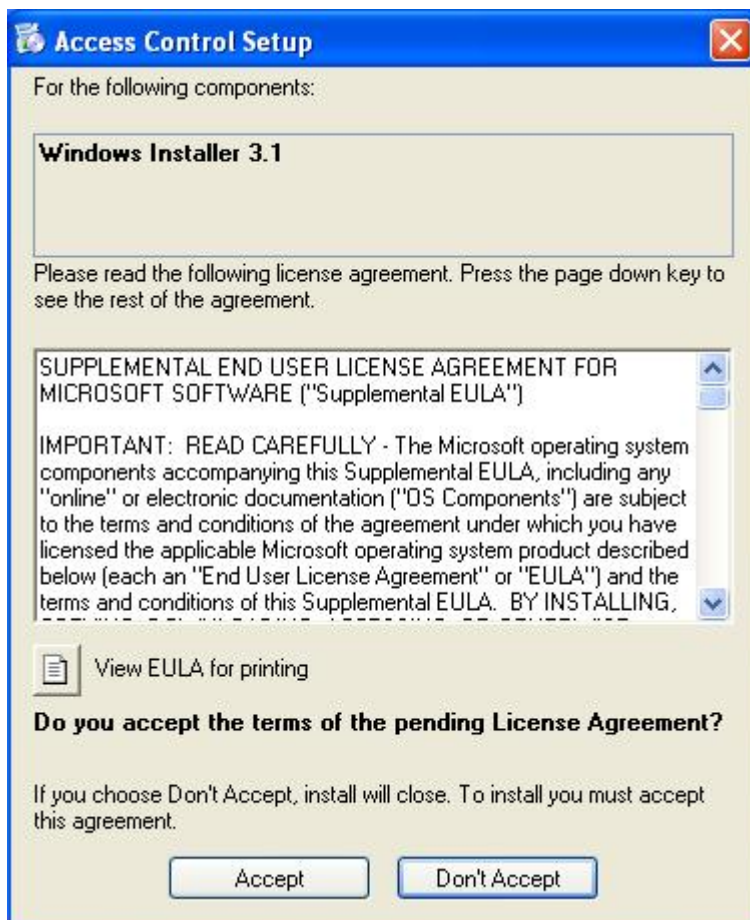 Access Control Setup
For the following components:
Windows Installer 3.1
Please read the following license agreement. Press the page down key to
see the rest of the agreement.
SUPPLEMENTAL END USER LICENSE AGREEMENT FOR
MICROSOFT SOFTWARE ("Supplemental EULA")
IMPORTANT: READ CAREFULLY - The Microsoft operating system
components accompanying this Supplemental EULA, including any
"online" or electronic documentation ("OS Components") are subject
to the terms and conditions of the agreement under which you have
licensed the applicable Microsoft operating system product described
below (each an "End User License Agreement" or "EULA") and the
terms and conditions of this Supplemental EULA. BY INSTALLING,
View EULA for printing
Do you accept the terms of the pending License Agreement?
If you choose Don't Accept, install will close. To install you must accept
this agreement.
Accept
Don't Accept